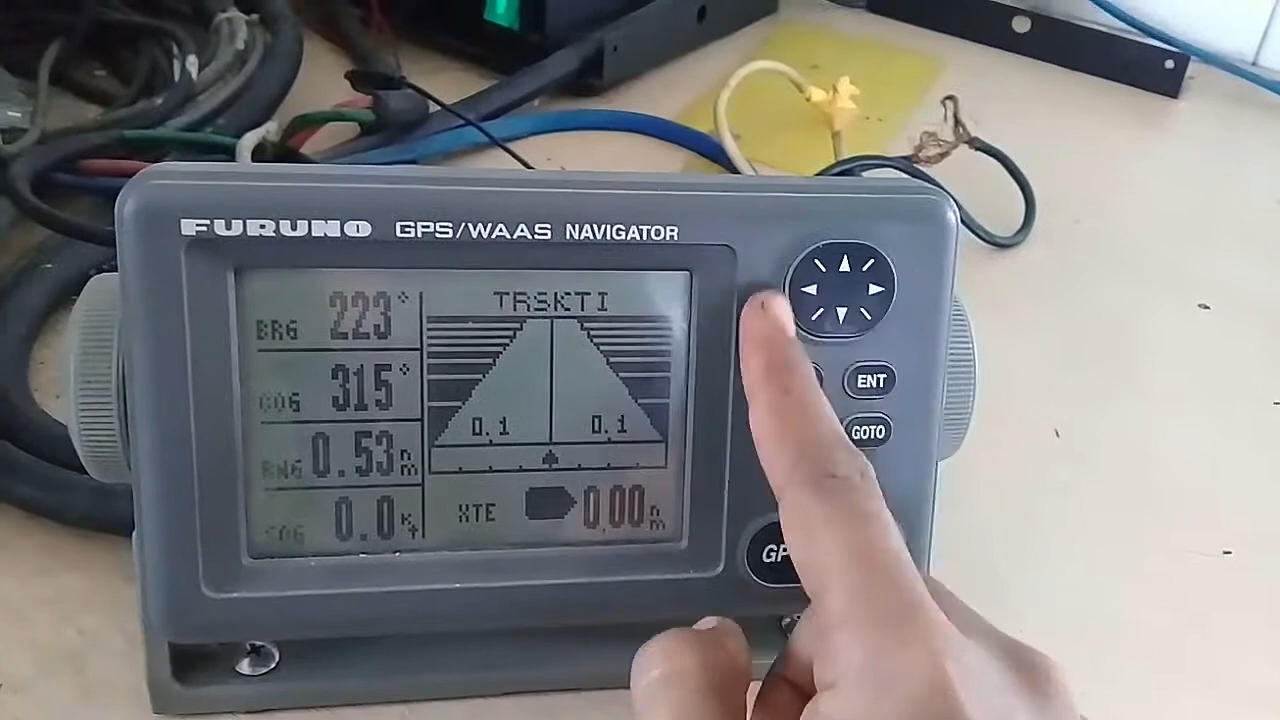 FURUNO GPS/WAAS NAVIGATOR
BRG 223°
COG 315°
RNG 0.53 nm
SOG 0.0 kt
TRSKTI
0.1 0.1
XTE 0.00 nm
ENT
GOTO
GP